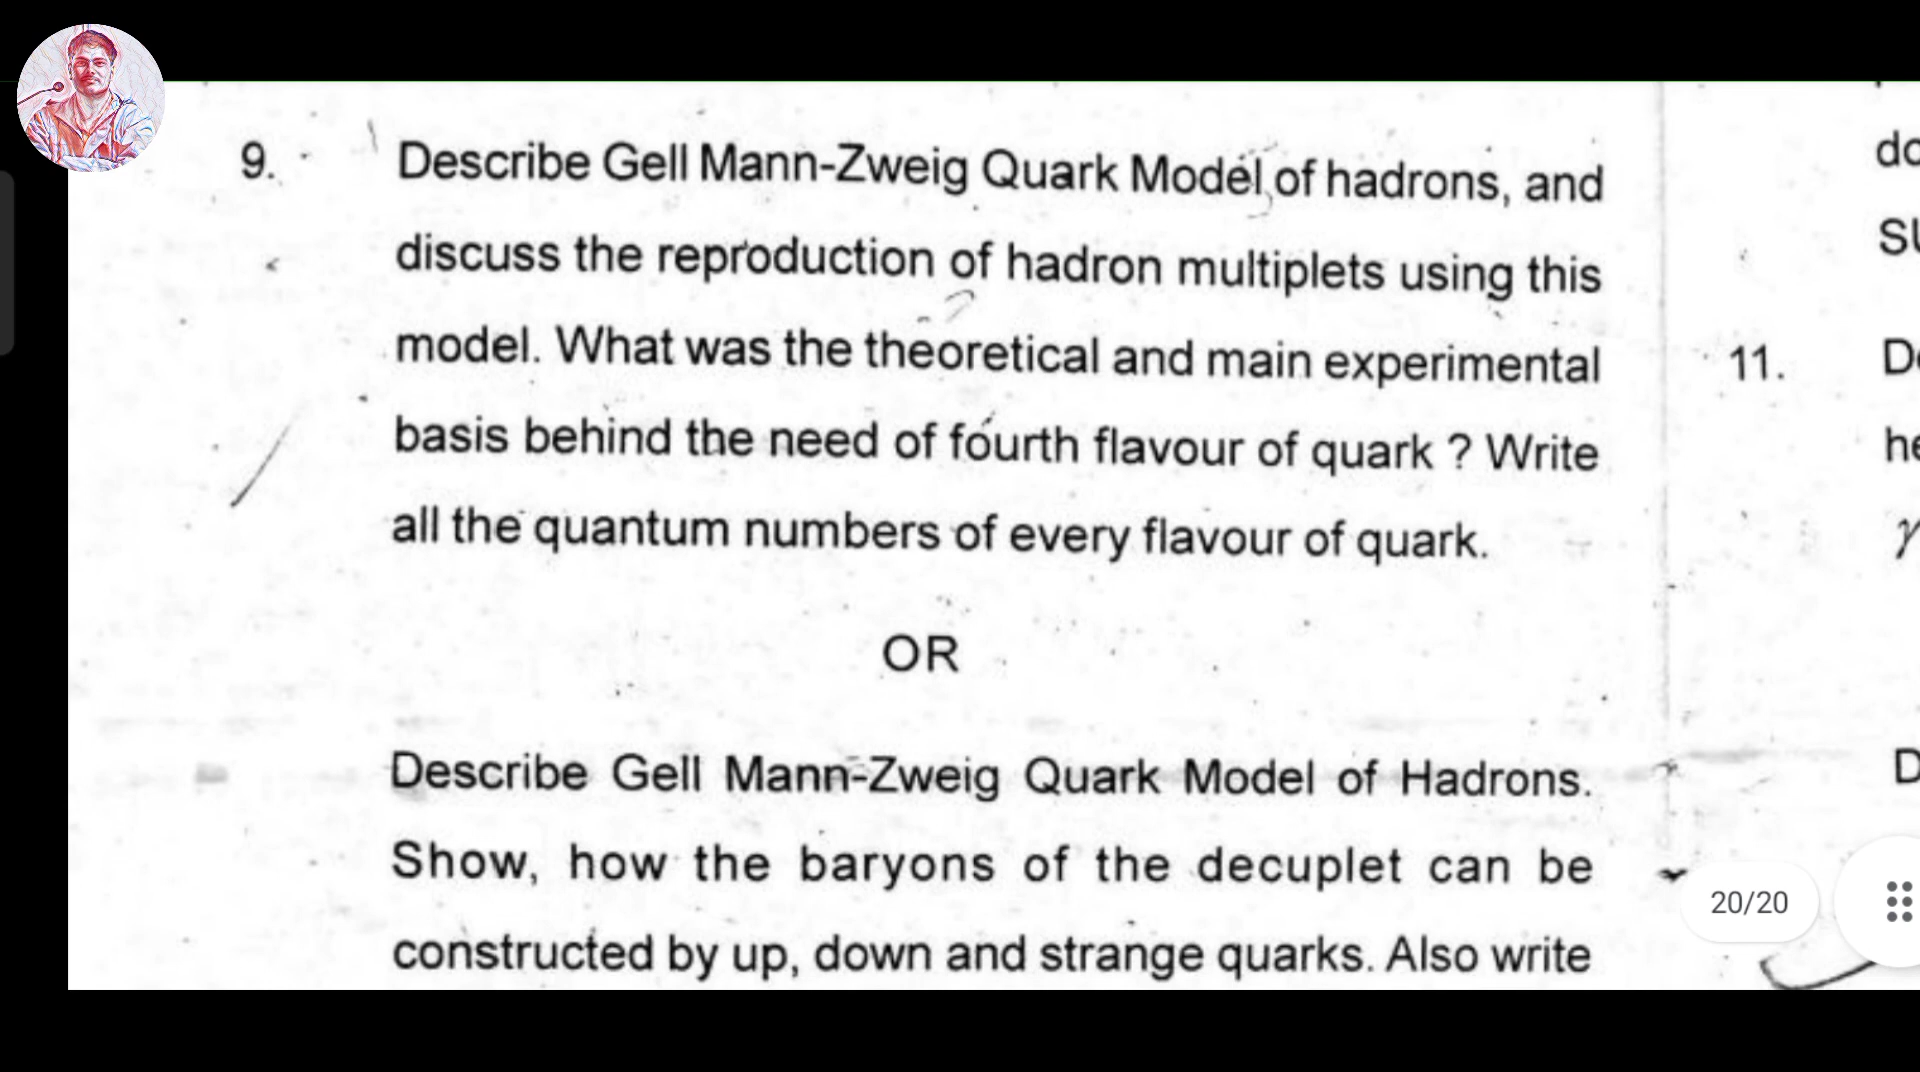 9. Describe Gell Mann-Zweig Quark Model of hadrons, and
discuss the reproduction of hadron multiplets using this
model. What was the theoretical and main experimental
basis behind the need of fourth flavour of quark ? Write
all the quantum numbers of every flavour of quark.
OR
Describe Gell Mann-Zweig Quark Model of Hadrons.
Show, how the baryons of the decuplet can be
constructed by up, down and strange quarks. Also write
11.
20/20